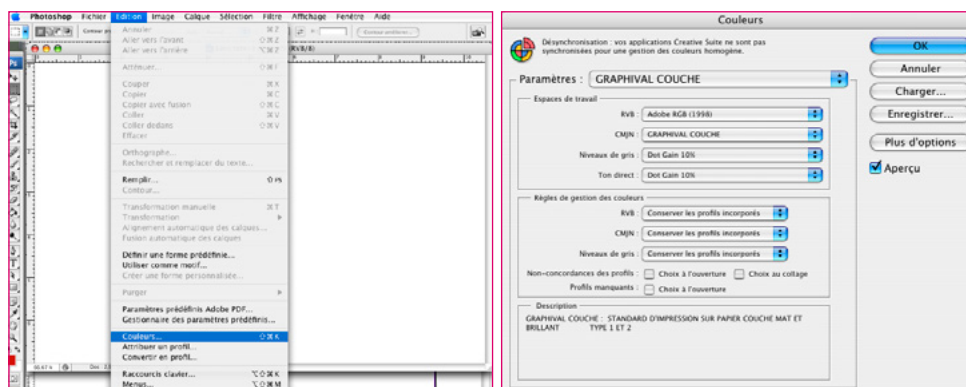 Photoshop Fichier Edition Image Calque Sélection Filtre Affichage Fenêtre Aide
(RVB/8)
Annuler ⌘Z
Aller vers l'avant ⇧⌘Z
Aller vers l'arrière ⌥⌘Z
Atténuer... ⇧⌘F
Couper ⌘X
Copier ⌘C
Copier avec fusion ⇧⌘C
Coller ⌘V
Coller dedans ⇧⌘V
Effacer
Orthographe...
Rechercher et remplacer du texte...
Remplir... ⇧F5
Contour...
Transformation manuelle ⌘T
Transformation
Alignement automatique des calques...
Fusion automatique des calques
Définir une forme prédéfinie...
Utiliser comme motif...
Créer une forme personnalisée...
Purger
Paramètres prédéfinis Adobe PDF...
Gestionnaire des paramètres prédéfinis...
Couleurs... ⇧⌘K
Attribuer un profil...
Convertir en profil...
Raccourcis clavier... ⌥⇧⌘K
Menus... ⌥⇧⌘M
66,67 %
Couleurs
Désynchronisation : vos applications Creative Suite ne sont pas
synchronisées pour une gestion des couleurs homogène.
Paramètres : GRAPHIVAL COUCHE
Espaces de travail
RVB : Adobe RGB (1998)
CMJN : GRAPHIVAL COUCHE
Niveaux de gris : Dot Gain 10%
Ton direct : Dot Gain 10%
Règles de gestion des couleurs
RVB : Conserver les profils incorporés
CMJN : Conserver les profils incorporés
Niveaux de gris : Conserver les profils incorporés
Non-concordances des profils : Choix à l'ouverture Choix au collage
Profils manquants : Choix à l'ouverture
Description
GRAPHIVAL COUCHE : STANDARD D'IMPRESSION SUR PAPIER COUCHE MAT ET
BRILLANT TYPE 1 ET 2
OK
Annuler
Charger...
Enregistrer...
Plus d'options
Aperçu